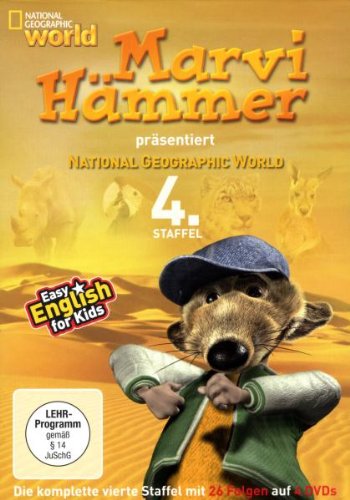 NATIONAL GEOGRAPHIC
world
Marvi
Hämmer
präsentiert
NATIONAL GEOGRAPHIC WORLD
4.
STAFFEL
Easy
English
for Kids
LEHR-
Programm
gemäß
§ 14
JuSchG
Die komplette vierte Staffel mit 26 Folgen auf 4 DVDs